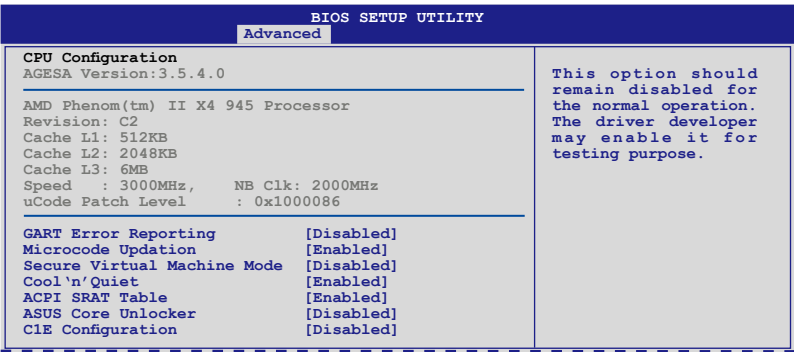 BIOS SETUP UTILITY
Advanced
CPU Configuration
AGESA Version:3.5.4.0
AMD Phenom(tm) II X4 945 Processor
Revision: C2
Cache L1: 512KB
Cache L2: 2048KB
Cache L3: 6MB
Speed : 3000MHz, NB Clk: 2000MHz
uCode Patch Level : 0x1000086
GART Error Reporting [Disabled]
Microcode Updation [Enabled]
Secure Virtual Machine Mode [Disabled]
Cool‘n’Quiet [Enabled]
ACPI SRAT Table [Enabled]
ASUS Core Unlocker [Disabled]
C1E Configuration [Disabled]
This option should
remain disabled for
the normal operation.
The driver developer
may enable it for
testing purpose.